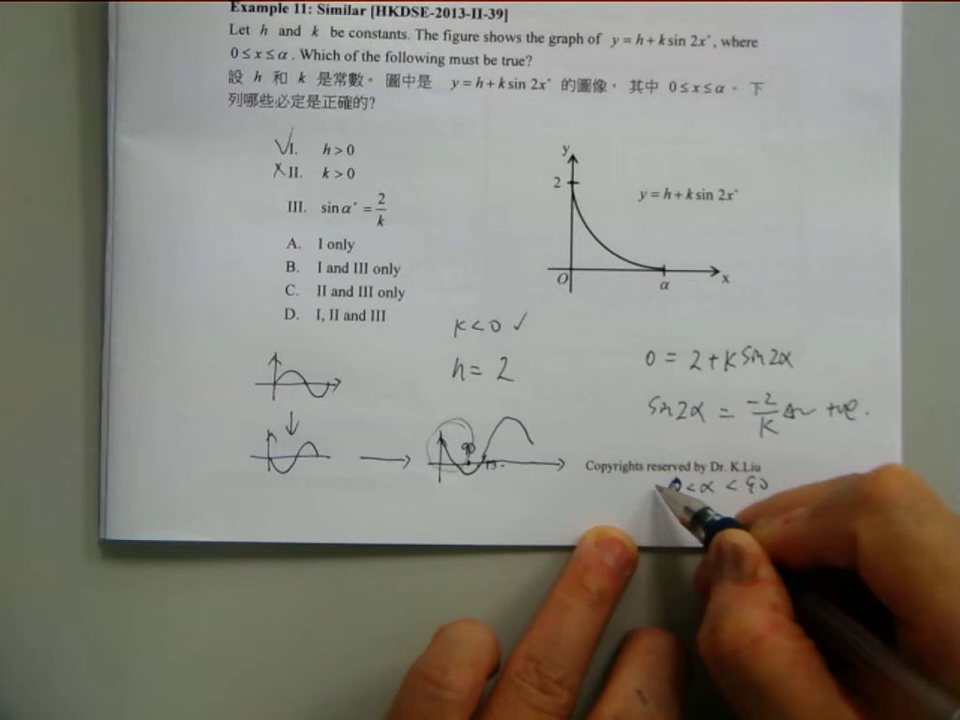 Example 11: Similar [HKDSE-2013-II-39]
Let h and k be constants. The figure shows the graph of y = h + k sin 2x°, where
0 ≤ x ≤ α. Which of the following must be true?
設 h 和 k 是常數。圖中是 y = h + k sin 2x° 的圖像，其中 0 ≤ x ≤ α。下
列哪些必定是正確的?
√I. h > 0
×II. k > 0
III. sin α° = 2/k
A. I only
B. I and III only
C. II and III only
D. I, II and III
y
2
y = h + k sin 2x°
O
α
x
K<0 ✓
h = 2
0 = 2 + K Sin 2α
Sin 2α = -2/K +ve.
90
Copyrights reserved by Dr. K.Liu
0 < α < 90